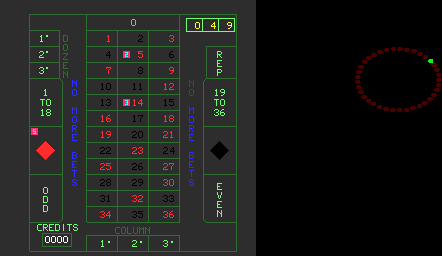 0
0 4 9
1° DOZEN 1 2 3 REP
2° 4 2 5 6
3° 7 8 9
10 11 12
1 TO 18 NO MORE BETS 13 3 14 15 NO MORE BETS 19 TO 36
16 17 18
19 20 21
5
22 23 24
25 26 27
28 29 30
ODD 31 32 33 EVEN
34 35 36
CREDITS
0000
COLUMN
1° 2° 3°